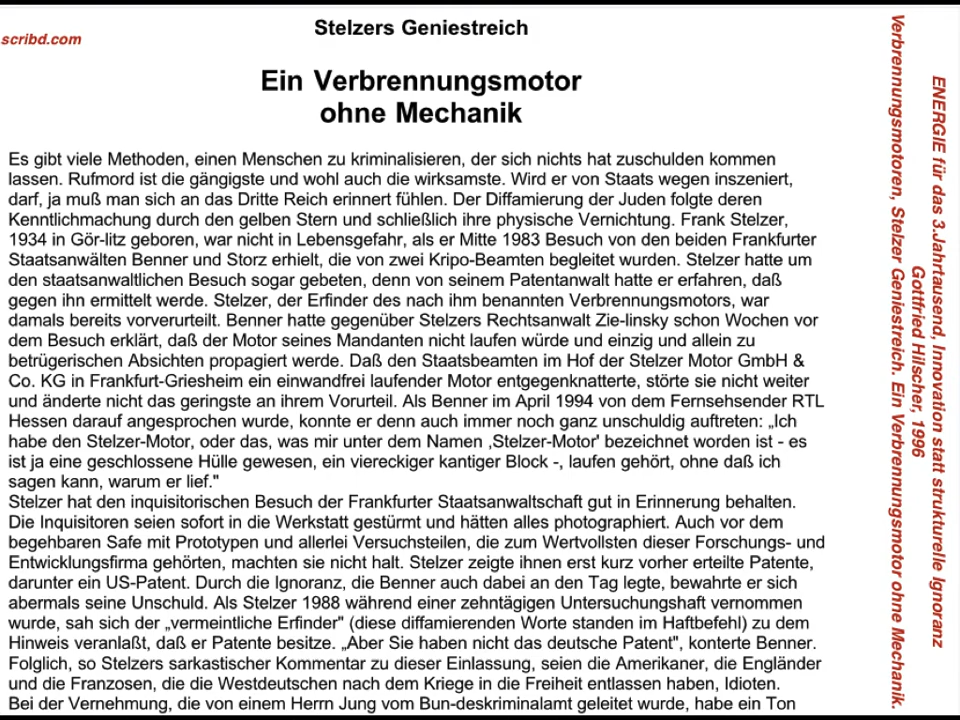 scribd.com
Stelzers Geniestreich
Ein Verbrennungsmotor
ohne Mechanik
Es gibt viele Methoden, einen Menschen zu kriminalisieren, der sich nichts hat zuschulden kommen
lassen. Rufmord ist die gängigste und wohl auch die wirksamste. Wird er von Staats wegen inszeniert,
darf, ja muß man sich an das Dritte Reich erinnert fühlen. Der Diffamierung der Juden folgte deren
Kenntlichmachung durch den gelben Stern und schließlich ihre physische Vernichtung. Frank Stelzer,
1934 in Gör-litz geboren, war nicht in Lebensgefahr, als er Mitte 1983 Besuch von den beiden Frankfurter
Staatsanwälten Benner und Storz erhielt, die von zwei Kripo-Beamten begleitet wurden. Stelzer hatte um
den staatsanwaltlichen Besuch sogar gebeten, denn von seinem Patentanwalt hatte er erfahren, daß
gegen ihn ermittelt werde. Stelzer, der Erfinder des nach ihm benannten Verbrennungsmotors, war
damals bereits vorverurteilt. Benner hatte gegenüber Stelzers Rechtsanwalt Zie-linsky schon Wochen vor
dem Besuch erklärt, daß der Motor seines Mandanten nicht laufen würde und einzig und allein zu
betrügerischen Absichten propagiert werde. Daß den Staatsbeamten im Hof der Stelzer Motor GmbH &
Co. KG in Frankfurt-Griesheim ein einwandfrei laufender Motor entgegenknatterte, störte sie nicht weiter
und änderte nicht das geringste an ihrem Vorurteil. Als Benner im April 1994 von dem Fernsehsender RTL
Hessen darauf angesprochen wurde, konnte er denn auch immer noch ganz unschuldig auftreten: „Ich
habe den Stelzer-Motor, oder das, was mir unter dem Namen ‚Stelzer-Motor' bezeichnet worden ist - es
ist ja eine geschlossene Hülle gewesen, ein viereckiger kantiger Block -, laufen gehört, ohne daß ich
sagen kann, warum er lief."
Stelzer hat den inquisitorischen Besuch der Frankfurter Staatsanwaltschaft gut in Erinnerung behalten.
Die Inquisitoren seien sofort in die Werkstatt gestürmt und hätten alles photographiert. Auch vor dem
begehbaren Safe mit Prototypen und allerlei Versuchsteilen, die zum Wertvollsten dieser Forschungs- und
Entwicklungsfirma gehörten, machten sie nicht halt. Stelzer zeigte ihnen erst kurz vorher erteilte Patente,
darunter ein US-Patent. Durch die Ignoranz, die Benner auch dabei an den Tag legte, bewahrte er sich
abermals seine Unschuld. Als Stelzer 1988 während einer zehntägigen Untersuchungshaft vernommen
wurde, sah sich der „vermeintliche Erfinder" (diese diffamierenden Worte standen im Haftbefehl) zu dem
Hinweis veranlaßt, daß er Patente besitze. „Aber Sie haben nicht das deutsche Patent", konterte Benner.
Folglich, so Stelzers sarkastischer Kommentar zu dieser Einlassung, seien die Amerikaner, die Engländer
und die Franzosen, die die Westdeutschen nach dem Kriege in die Freiheit entlassen haben, Idioten.
Bei der Vernehmung, die von einem Herrn Jung vom Bun-deskriminalamt geleitet wurde, habe ein Ton
ENERGIE für das 3.Jahrtausend, Innovation statt strukturelle Ignoranz
Gottfried Hilscher, 1996
Verbrennungsmotoren, Stelzer Geniestreich. Ein Verbrennungsmotor ohne Mechanik.